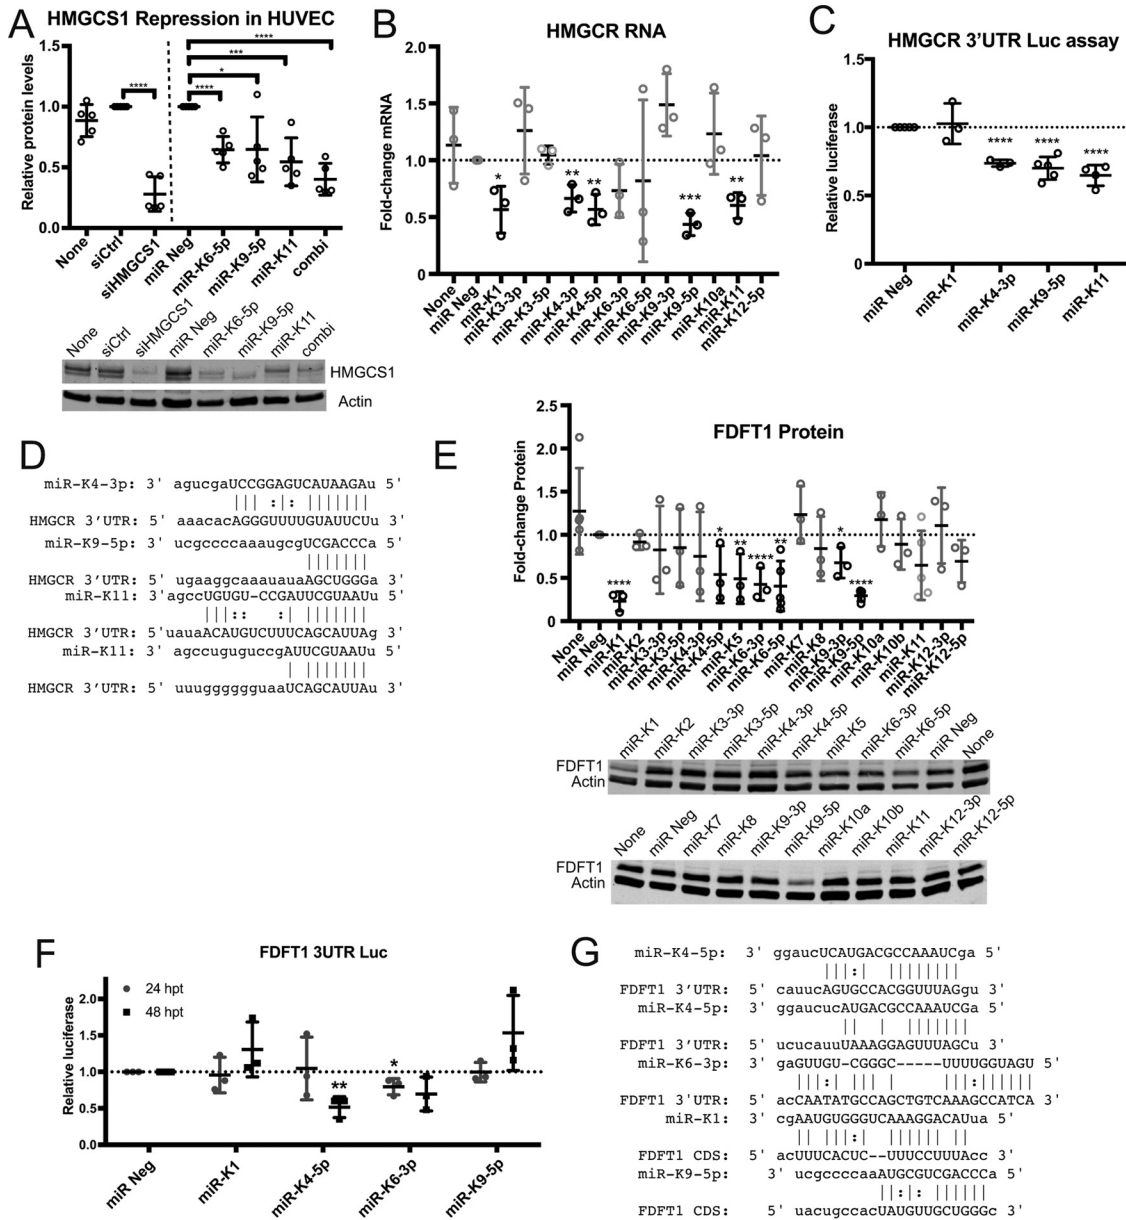 A
HMGCS1 Repression in HUVEC
Relative protein levels
1.5
1.0
0.5
0.0
****
****
***
*
****
None
siCtrl
siHMGCS1
miR Neg
miR-K6-5p
miR-K9-5p
miR-K11
combi
None
siCtrl
siHMGCS1
miR Neg
miR-K6-5p
miR-K9-5p
miR-K11
combi
HMGCS1
Actin
B
HMGCR RNA
Fold-change mRNA
2.0
1.5
1.0
0.5
0
*
**
**
***
**
None
miR Neg
miR-K1
miR-K3-3p
miR-K3-5p
miR-K4-3p
miR-K4-5p
miR-K6-3p
miR-K6-5p
miR-K9-3p
miR-K9-5p
miR-K10a
miR-K11
miR-K12-5p
C
HMGCR 3’UTR Luc assay
Relative luciferase
1.5
1.0
0.5
0.0
****
****
****
miR Neg
miR-K1
miR-K4-3p
miR-K9-5p
miR-K11
D
miR-K4-3p: 3' agucgaUCCGGAGUCAUAAGAu 5'
||| :|: |||||||
HMGCR 3’UTR: 5' aaacacAGGGUUUUGUAUUCUu 3'
miR-K9-5p: 3' ucgccccaaaugcgUCGACCCa 5'
|||||||
HMGCR 3’UTR: 5' ugaaggcaaauauaAGCUGGGa 3'
miR-K11: 3' agccUGUGU-CCGAUUCGUAAUu 5'
|||:: :| |||||||
HMGCR 3’UTR: 5'uauaACAUGUCUUUCAGCAUUAg 3'
miR-K11: 3' agccuguguccgAUUCGUAAUu 5'
| |||||||
HMGCR 3’UTR: 5' uuugggggguaaUCAGCAUUAu 3'
E
FDFT1 Protein
Fold-change Protein
2.5
2.0
1.5
1.0
0.5
0.0
****
*
**
****
**
*
****
None
miR Neg
miR-K1
miR-K2
miR-K3-3p
miR-K3-5p
miR-K4-3p
miR-K4-5p
miR-K5
miR-K6-3p
miR-K6-5p
miR-K7
miR-K8
miR-K9-3p
miR-K9-5p
miR-K10a
miR-K10b
miR-K11
miR-K12-3p
miR-K12-5p
miR-K1
miR-K2
miR-K3-3p
miR-K3-5p
miR-K4-3p
miR-K4-5p
miR-K5
miR-K6-3p
miR-K6-5p
miR Neg
None
FDFT1
Actin
None
miR Neg
miR-K7
miR-K8
miR-K9-3p
miR-K9-5p
miR-K10a
miR-K10b
miR-K11
miR-K12-3p
miR-K12-5p
FDFT1
Actin
F
FDFT1 3UTR Luc
Relative luciferase
2.0
1.5
1.0
0.5
0.0
24 hpt
48 hpt
**
*
miR Neg
miR-K1
miR-K4-5p
miR-K6-3p
miR-K9-5p
G
miR-K4-5p: 3' ggaucUCAUGACGCCAAAUCga 5'
|||:| ||||||||
FDFT1 3’UTR: 5' cauucAGUGCCACGGUUUAGgu 3'
miR-K4-5p: 3' ggaucucAUGACGCCAAAUCGa 5'
|| | |||||||
FDFT1 3’UTR: 5' ucucauuUAAAGGAGUUUAGCu 3'
miR-K6-3p: 3' gaGUUGU-CGGGC-----UUUUGGUAGU 5'
|||:| |||| |||:||||||
FDFT1 3’UTR: 5' accCAAUAUGCCAGCUGUCAAAGCCAUCA 3'
miR-K1: 3' cgAAUGUGGGUCAAAGGACAUua 5'
|| |||:| |||||| ||
FDFT1 CDS: 5' acUUUCACUC--UUUCCUUUAcc 3'
miR-K9-5p: 3' ucgccccaaAUGCGUCGACCCa 5'
||:|: ||||||
FDFT1 CDS: 5' uacugccacUAUGUUGCUGGGc 3'